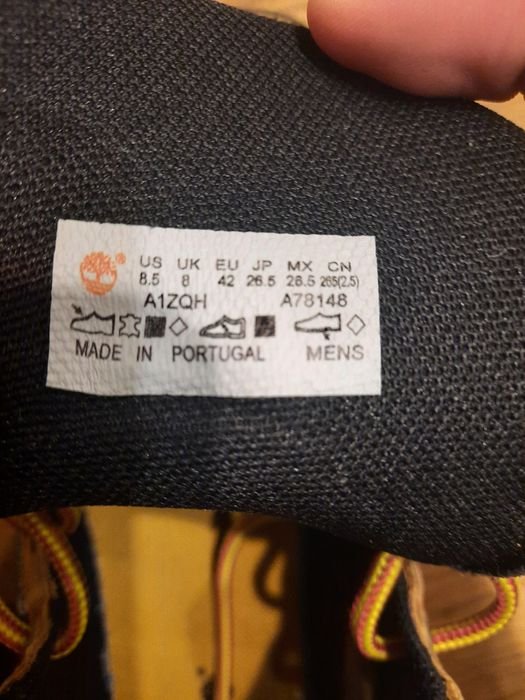 ®
US UK EU JP MX CN
8.5 8 42 26.5 26.5 265(2,5)
A1ZQH A78148
MADE IN PORTUGAL MENS